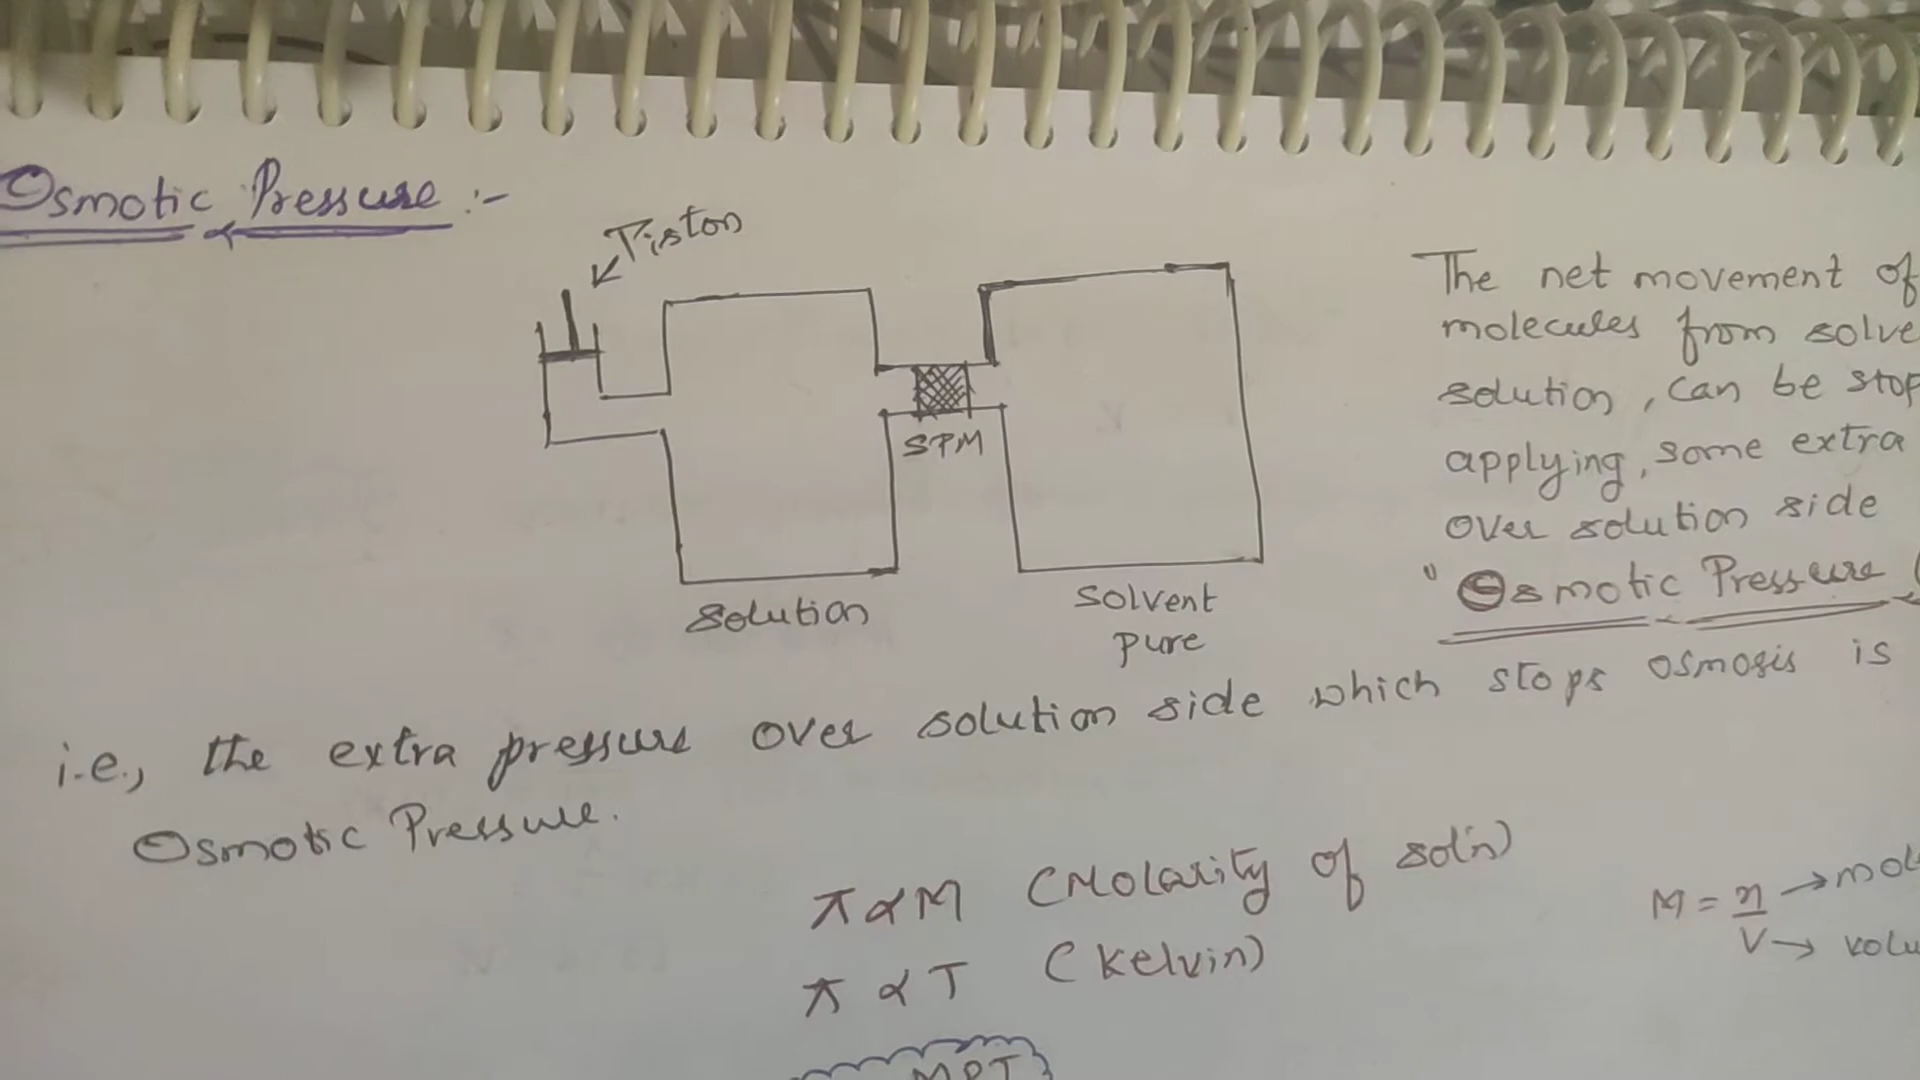 Osmotic Pressure :-
Piston
SPM
Solution
Solvent
pure
The net movement of
molecules from solve
solution, can be stop
applying, some extra
over solution side
" Osmotic Pressure (
i.e., the extra pressure over solution side which stops osmosis is
Osmotic Pressure.
π α M (Molarity of soln)
π α T (Kelvin)
M = n/V
→ mol
→ volu
MRT